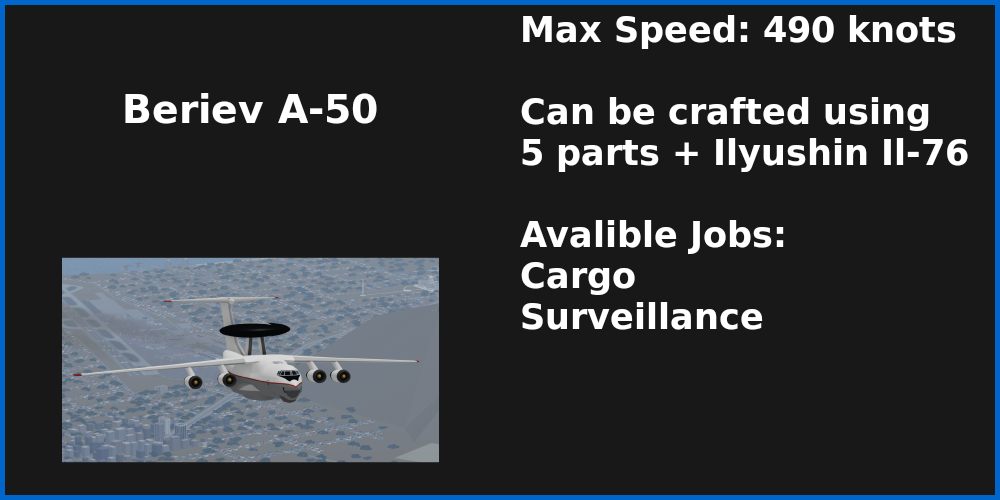 Beriev A-50
Max Speed: 490 knots
Can be crafted using
5 parts + Ilyushin Il-76
Avalible Jobs:
Cargo
Surveillance